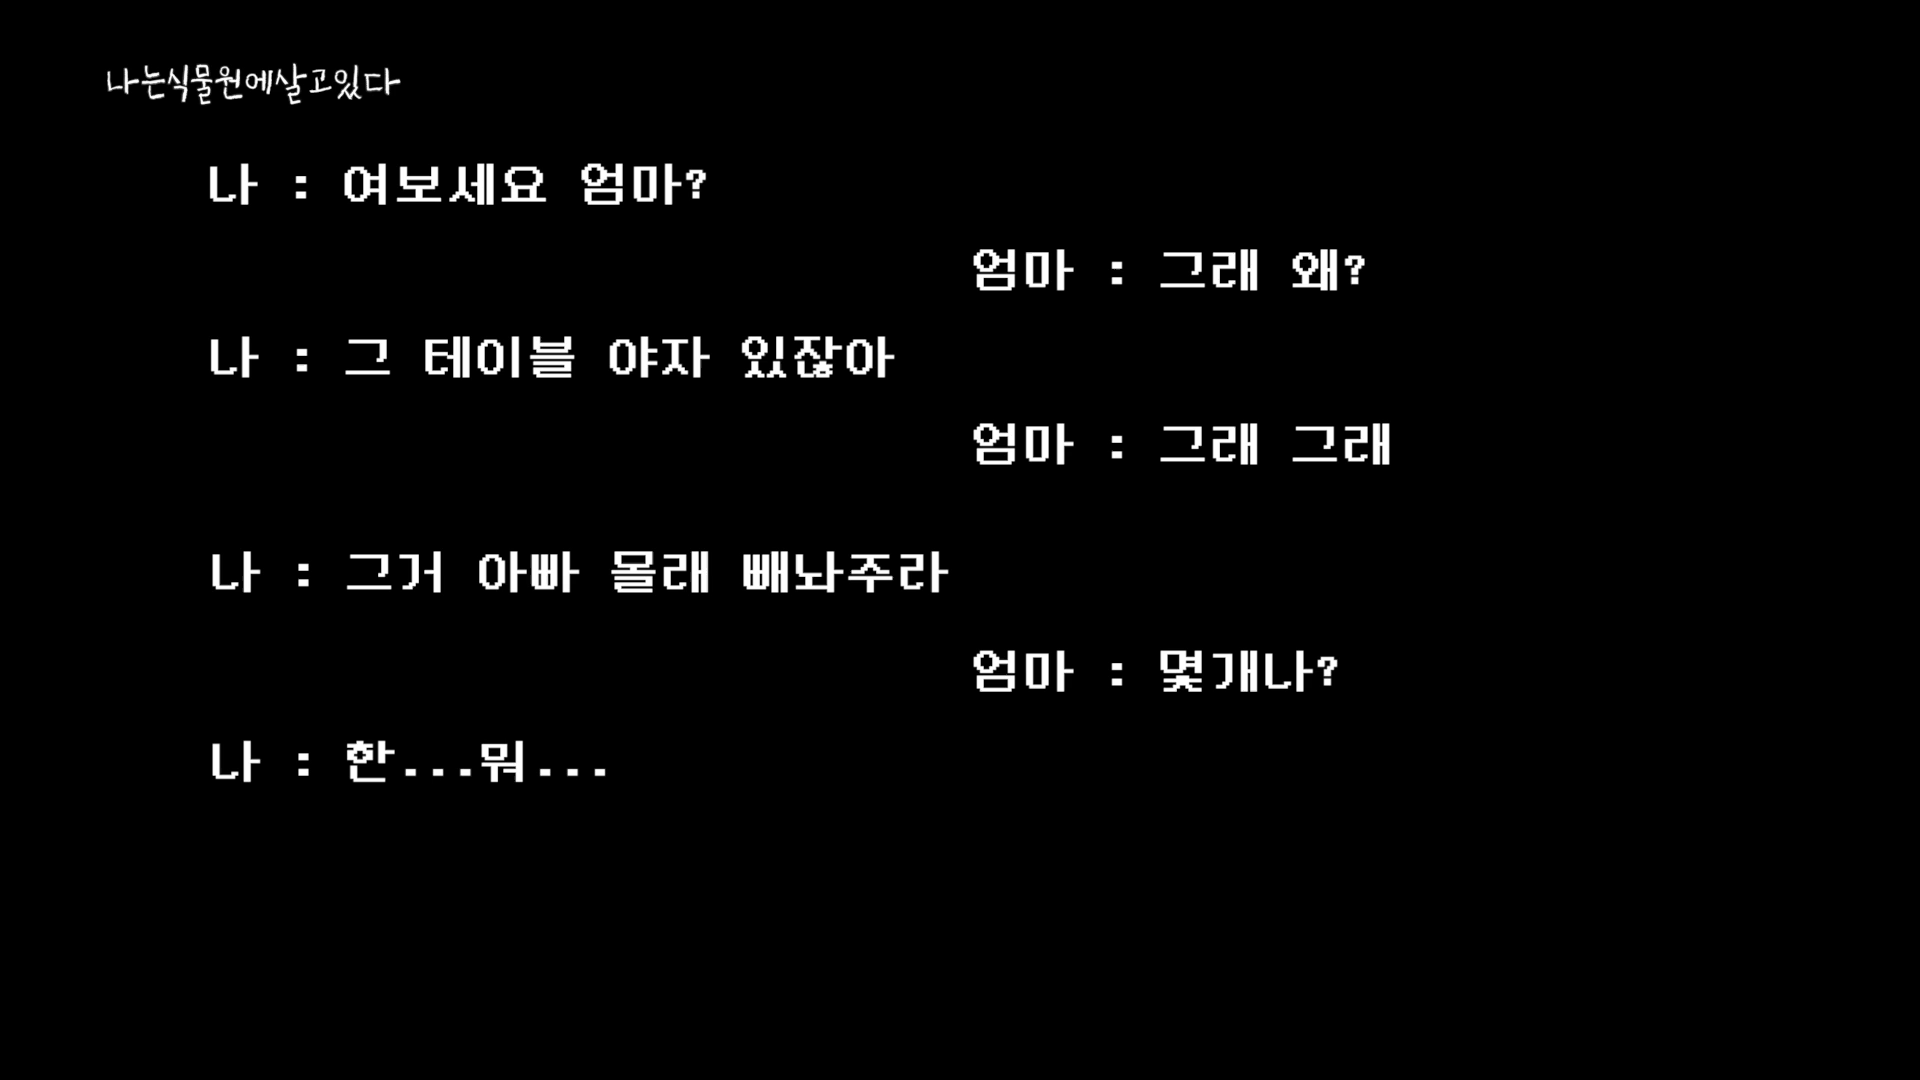 나는식물원에살고있다
나 : 여보세요 엄마?
엄마 : 그래 왜?
나 : 그 테이블 야자 있잖아
엄마 : 그래 그래
나 : 그거 아빠 몰래 빼놔주라
엄마 : 몇개나?
나 : 한...뭐...